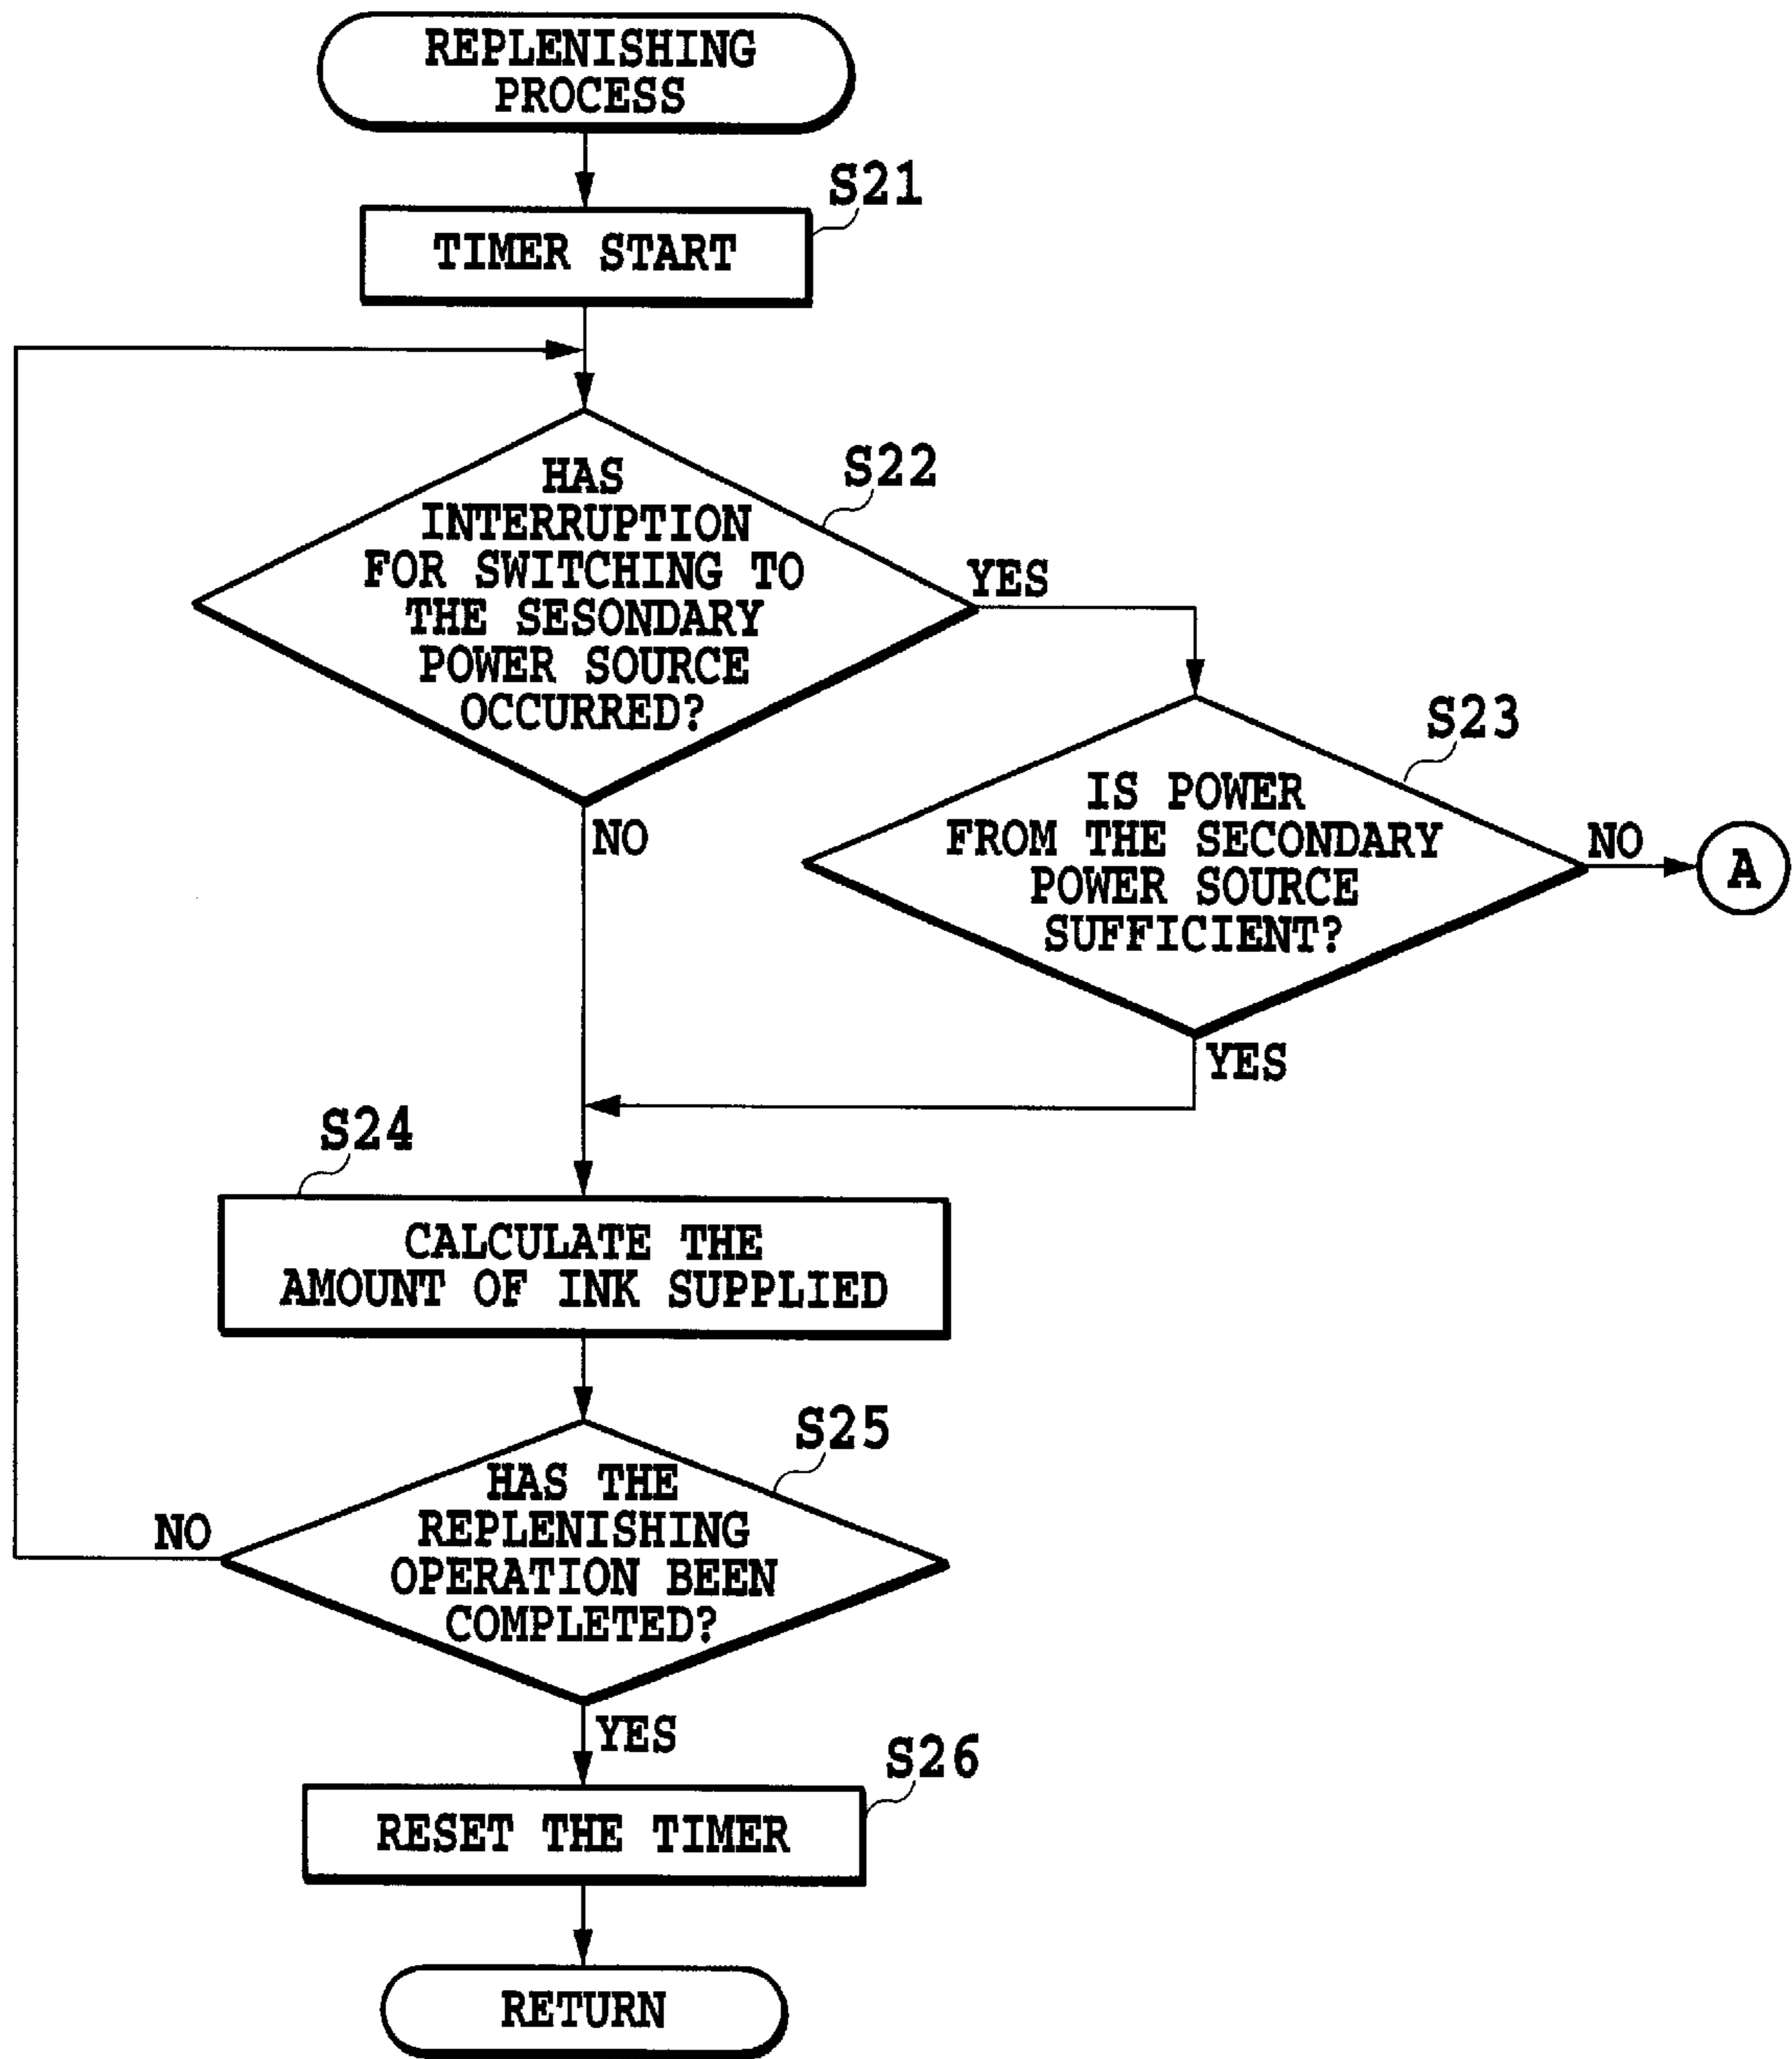 REPLENISHING
PROCESS
S21
TIMER START
S22
HAS
INTERRUPTION
FOR SWITCHING TO
THE SESONDARY
POWER SOURCE
OCCURRED?
YES
NO
S23
IS POWER
FROM THE SECONDARY
POWER SOURCE
SUFFICIENT?
NO
A
YES
S24
CALCULATE THE
AMOUNT OF INK SUPPLIED
S25
HAS THE
REPLENISHING
OPERATION BEEN
COMPLETED?
NO
YES
S26
RESET THE TIMER
RETURN